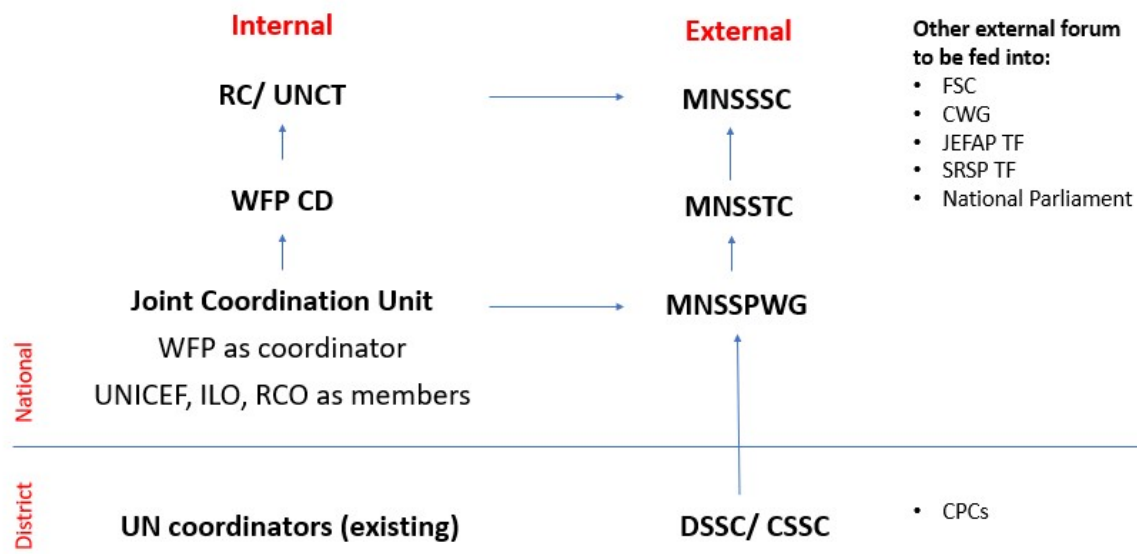 Internal
External
Other external forum
to be fed into:
• FSC
• CWG
• JEFAP TF
• SRSP TF
• National Parliament
RC/ UNCT
MNSSSC
WFP CD
MNSSTC
Joint Coordination Unit
MNSSPWG
WFP as coordinator
UNICEF, ILO, RCO as members
National
District
UN coordinators (existing)
DSSC/ CSSC
• CPCs